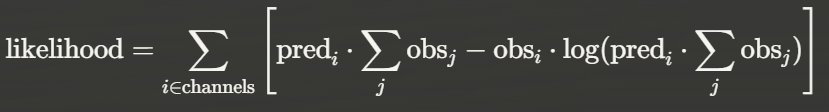 likelihood = ∑_{i∈channels} [ pred_i · ∑_j obs_j − obs_i · log(pred_i · ∑_j obs_j) ]